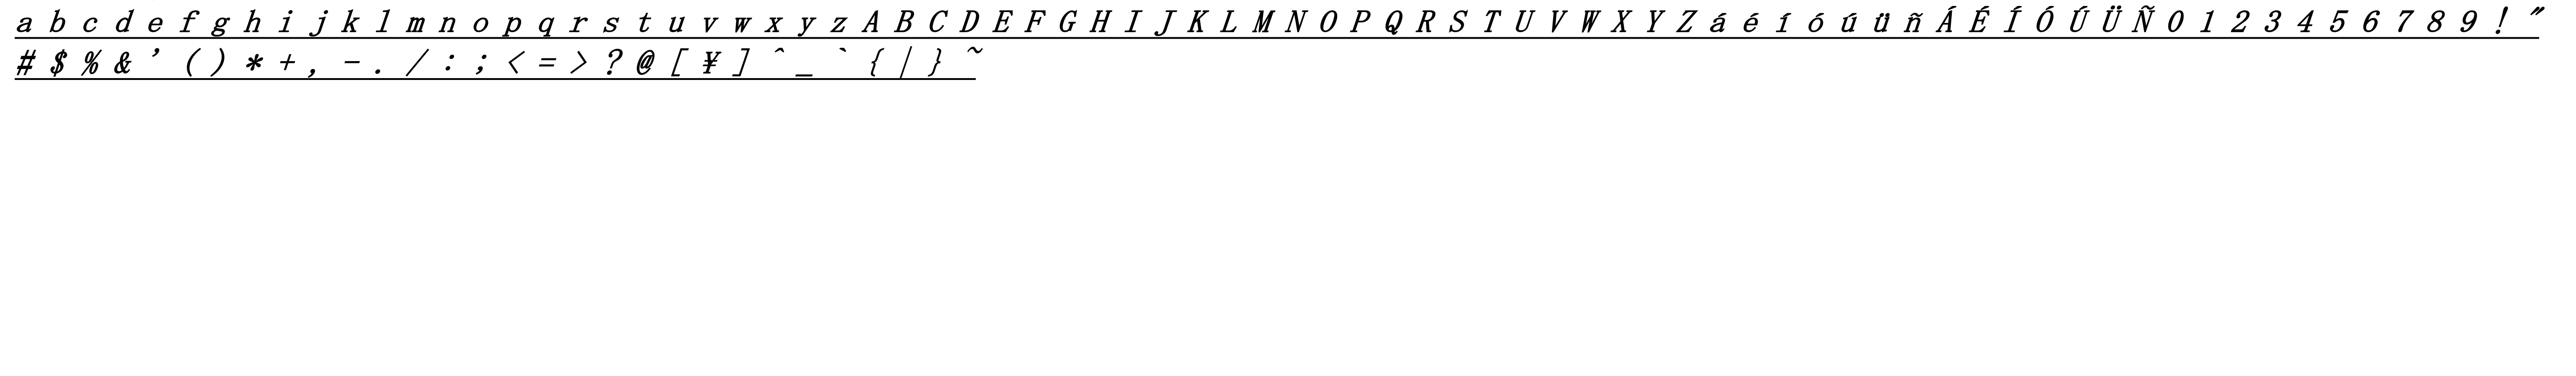 a b c d e f g h i j k l m n o p q r s t u v w x y z A B C D E F G H I J K L M N O P Q R S T U V W X Y Z á é í ó ú ü ñ Á É Í Ó Ú Ü Ñ 0 1 2 3 4 5 6 7 8 9 ! "
# $ % & ' ( ) * + , - . / : ; < = > ? @ [ ¥ ] ^ _ ` { | } ~